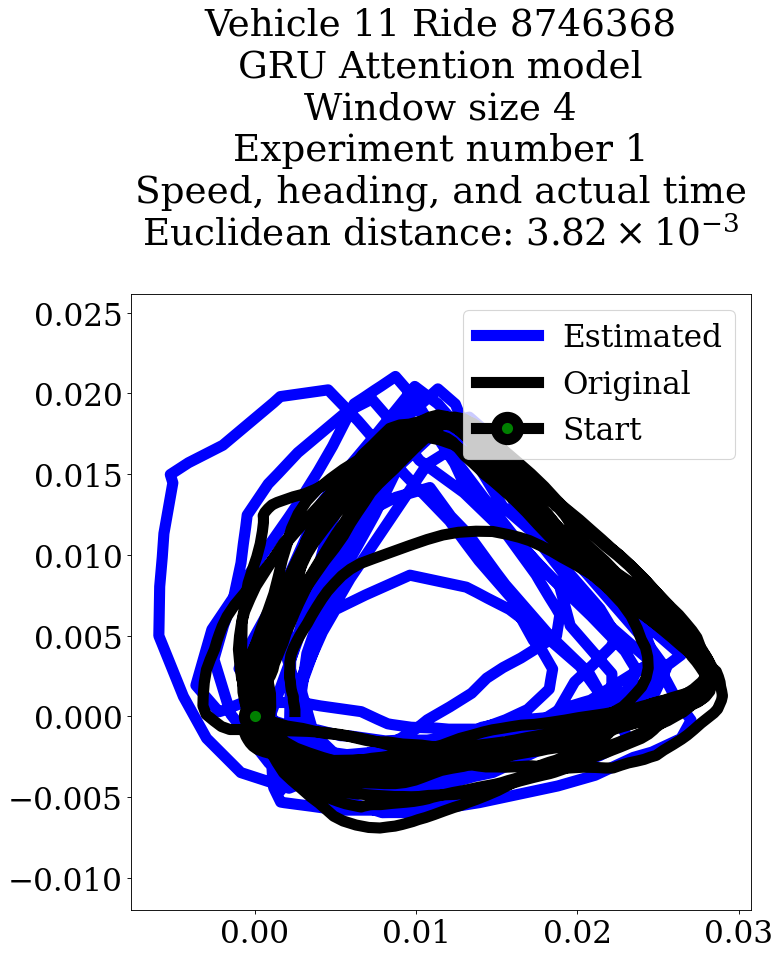 Vehicle 11 Ride 8746368
GRU Attention model
Window size 4
Experiment number 1
Speed, heading, and actual time
Euclidean distance: 3.82 × 10⁻³
0.025
0.020
0.015
0.010
0.005
0.000
−0.005
−0.010
Estimated
Original
Start
0.00 0.01 0.02 0.03